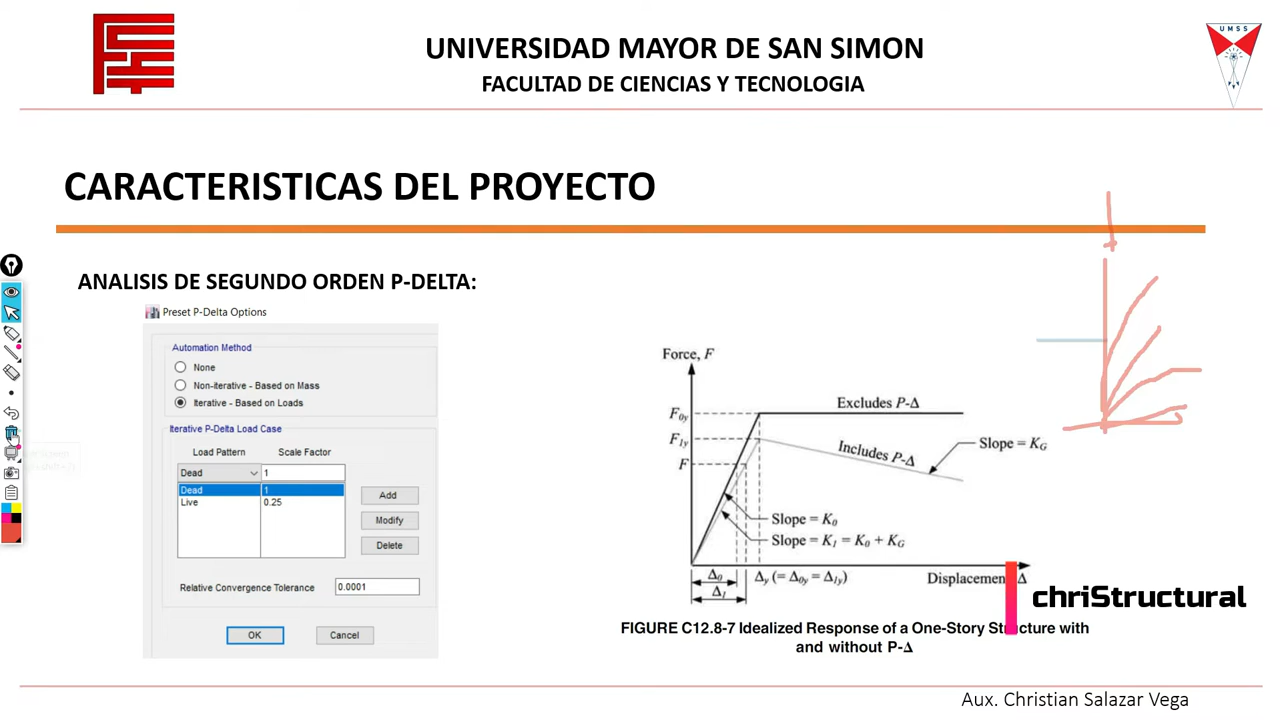 UNIVERSIDAD MAYOR DE SAN SIMON
FACULTAD DE CIENCIAS Y TECNOLOGIA
UMSS
CARACTERISTICAS DEL PROYECTO
ANALISIS DE SEGUNDO ORDEN P-DELTA:
Preset P-Delta Options
Automation Method
None
Non-iterative - Based on Mass
Iterative - Based on Loads
Iterative P-Delta Load Case
Load Pattern Scale Factor
Dead 1
Dead 1
Live 0.25
Add
Modify
Delete
Relative Convergence Tolerance 0.0001
OK Cancel
Force, F
F0y
F1y
F
Excludes P-Δ
Includes P-Δ
Slope = KG
Slope = K0
Slope = K1 = K0 + KG
Δ0
Δ1
Δy (= Δ0y = Δ1y)
Displacement, Δ
FIGURE C12.8-7 Idealized Response of a One-Story Structure with
and without P-Δ
chriStructural
Aux. Christian Salazar Vega